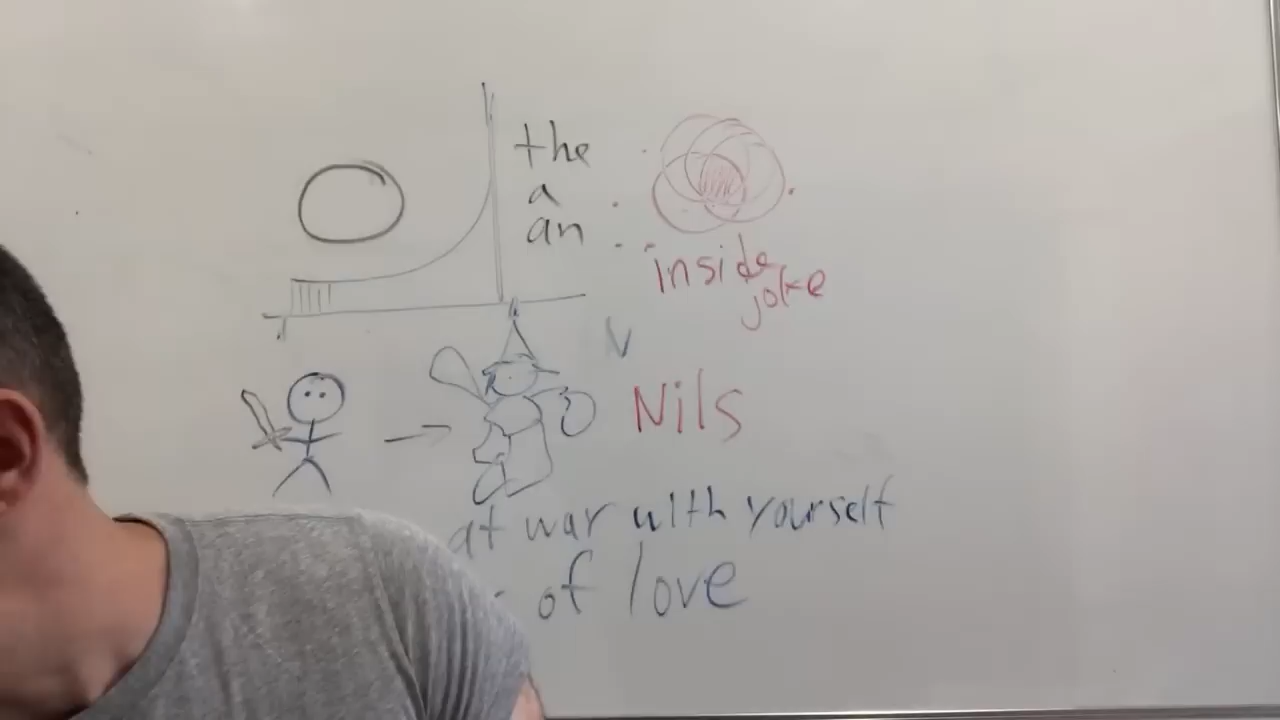 the
a
an
inside
joke
N
Nils
at war with yourself
of love